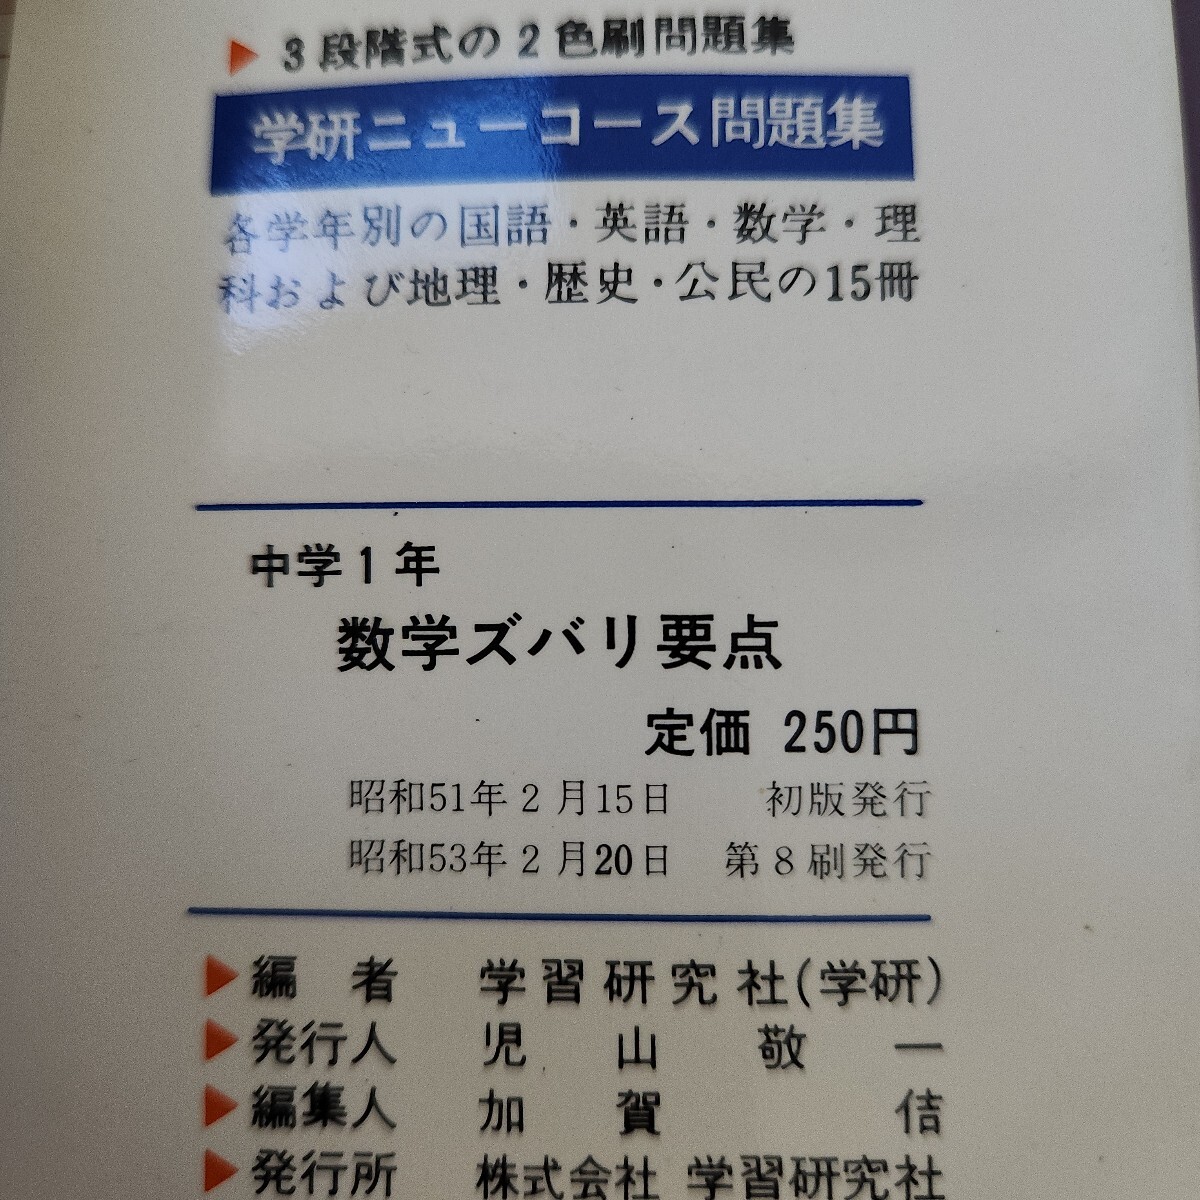 ▶ 3段階式の2色刷問題集
学研ニューコース問題集
各学年別の国語・英語・数学・理
科および地理・歴史・公民の15冊
中学1年
数学ズバリ要点
定価 250円
昭和51年2月15日 初版発行
昭和53年2月20日 第8刷発行
▶編者 学習研究社(学研)
▶発行人 児山敬一
▶編集人 加賀佶
▶発行所 株式会社 学習研究社